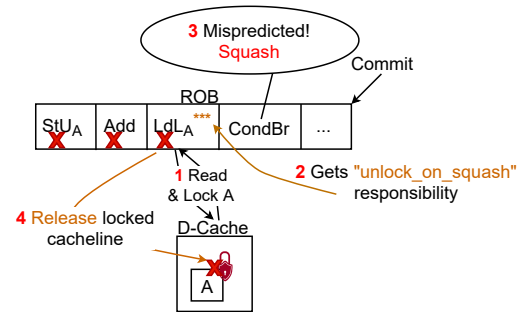 3 Mispredicted!
Squash
Commit
ROB
StUA
Add
LdLA
***
CondBr
...
1 Read
& Lock A
2 Gets "unlock_on_squash"
responsibility
4 Release locked
cacheline
D-Cache
A